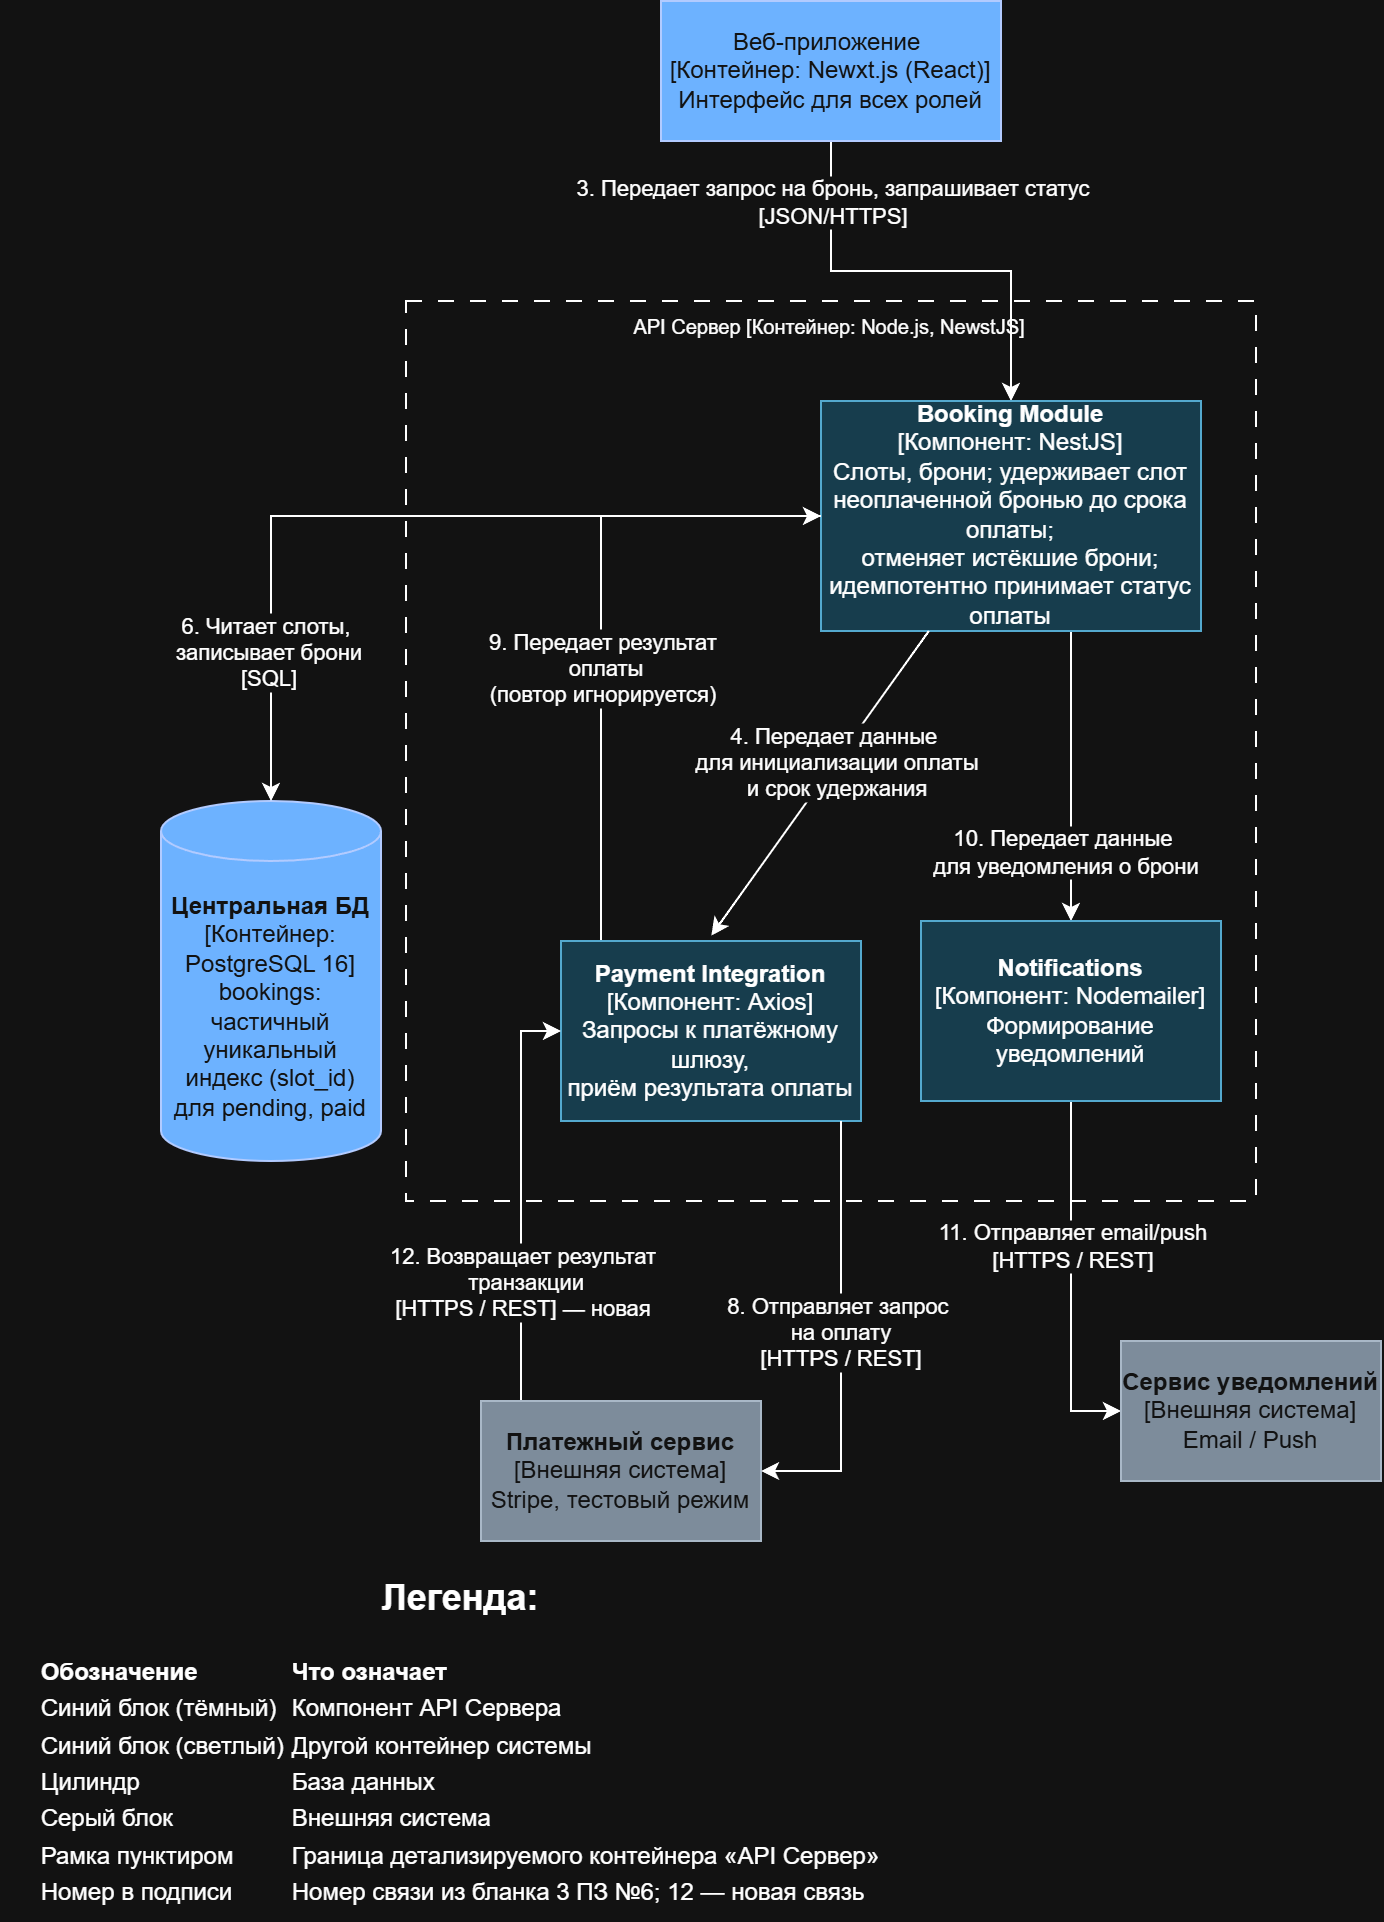 Веб-приложение
[Контейнер: Newxt.js (React)]
Интерфейс для всех ролей
3. Передает запрос на бронь, запрашивает статус
[JSON/HTTPS]
API Сервер [Контейнер: Node.js, NewstJS]
Booking Module
[Компонент: NestJS]
Слоты, брони; удерживает слот
неоплаченной бронью до срока
оплаты;
отменяет истёкшие брони;
идемпотентно принимает статус
оплаты
6. Читает слоты,
записывает брони
[SQL]
9. Передает результат
оплаты
(повтор игнорируется)
4. Передает данные
для инициализации оплаты
и срок удержания
10. Передает данные
для уведомления о брони
Центральная БД
[Контейнер:
PostgreSQL 16]
bookings:
частичный
уникальный
индекс (slot_id)
для pending, paid
Payment Integration
[Компонент: Axios]
Запросы к платёжному
шлюзу,
приём результата оплаты
Notifications
[Компонент: Nodemailer]
Формирование
уведомлений
12. Возвращает результат
транзакции
[HTTPS / REST] — новая
8. Отправляет запрос
на оплату
[HTTPS / REST]
11. Отправляет email/push
[HTTPS / REST]
Платежный сервис
[Внешняя система]
Stripe, тестовый режим
Сервис уведомлений
[Внешняя система]
Email / Push
Легенда:
Обозначение Что означает
Синий блок (тёмный) Компонент API Сервера
Синий блок (светлый) Другой контейнер системы
Цилиндр База данных
Серый блок Внешняя система
Рамка пунктиром Граница детализируемого контейнера «API Сервер»
Номер в подписи Номер связи из бланка 3 ПЗ №6; 12 — новая связь